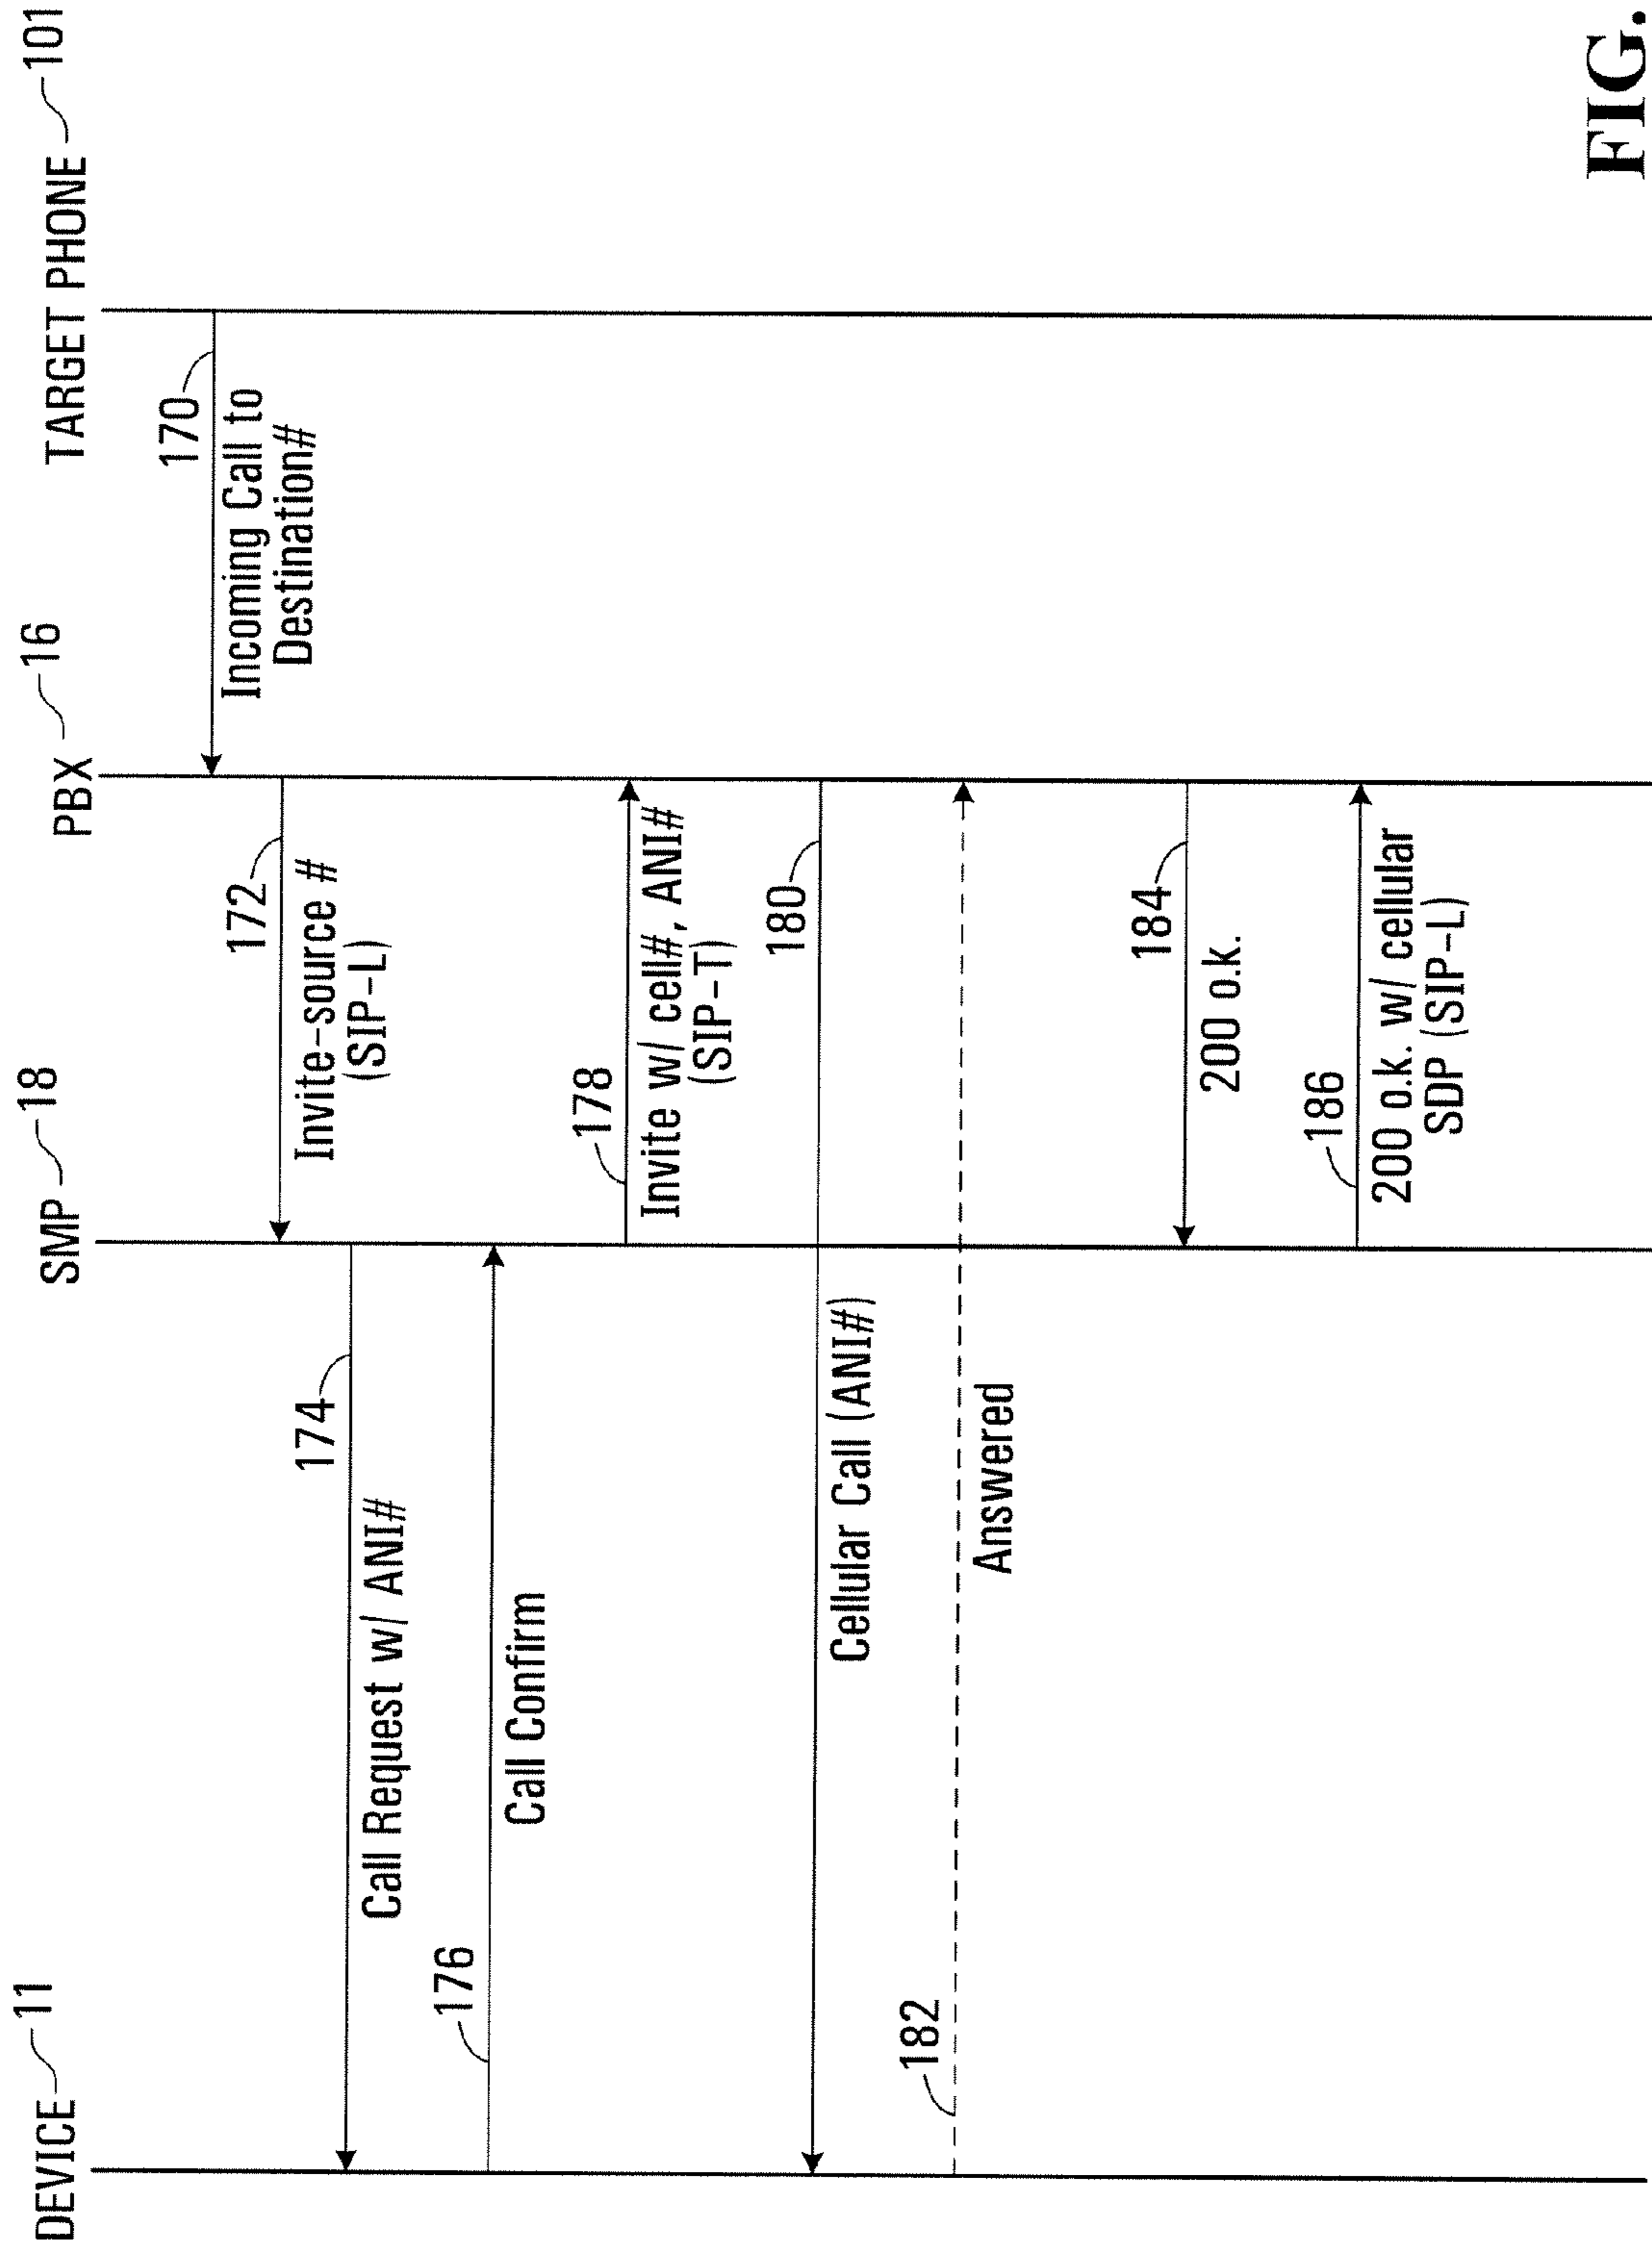 DEVICE 11
SMP 18
PBX 16
TARGET PHONE 101
170
Incoming Call to
Destination#
172
Invite-source #
(SIP-L)
174
Call Request w/ ANI#
176
Call Confirm
178
Invite w/ cell#, ANI#
(SIP-T)
180
Cellular Call (ANI#)
182
Answered
184
200 o.k.
186
200 o.k. w/ cellular
SDP (SIP-L)
FIG.